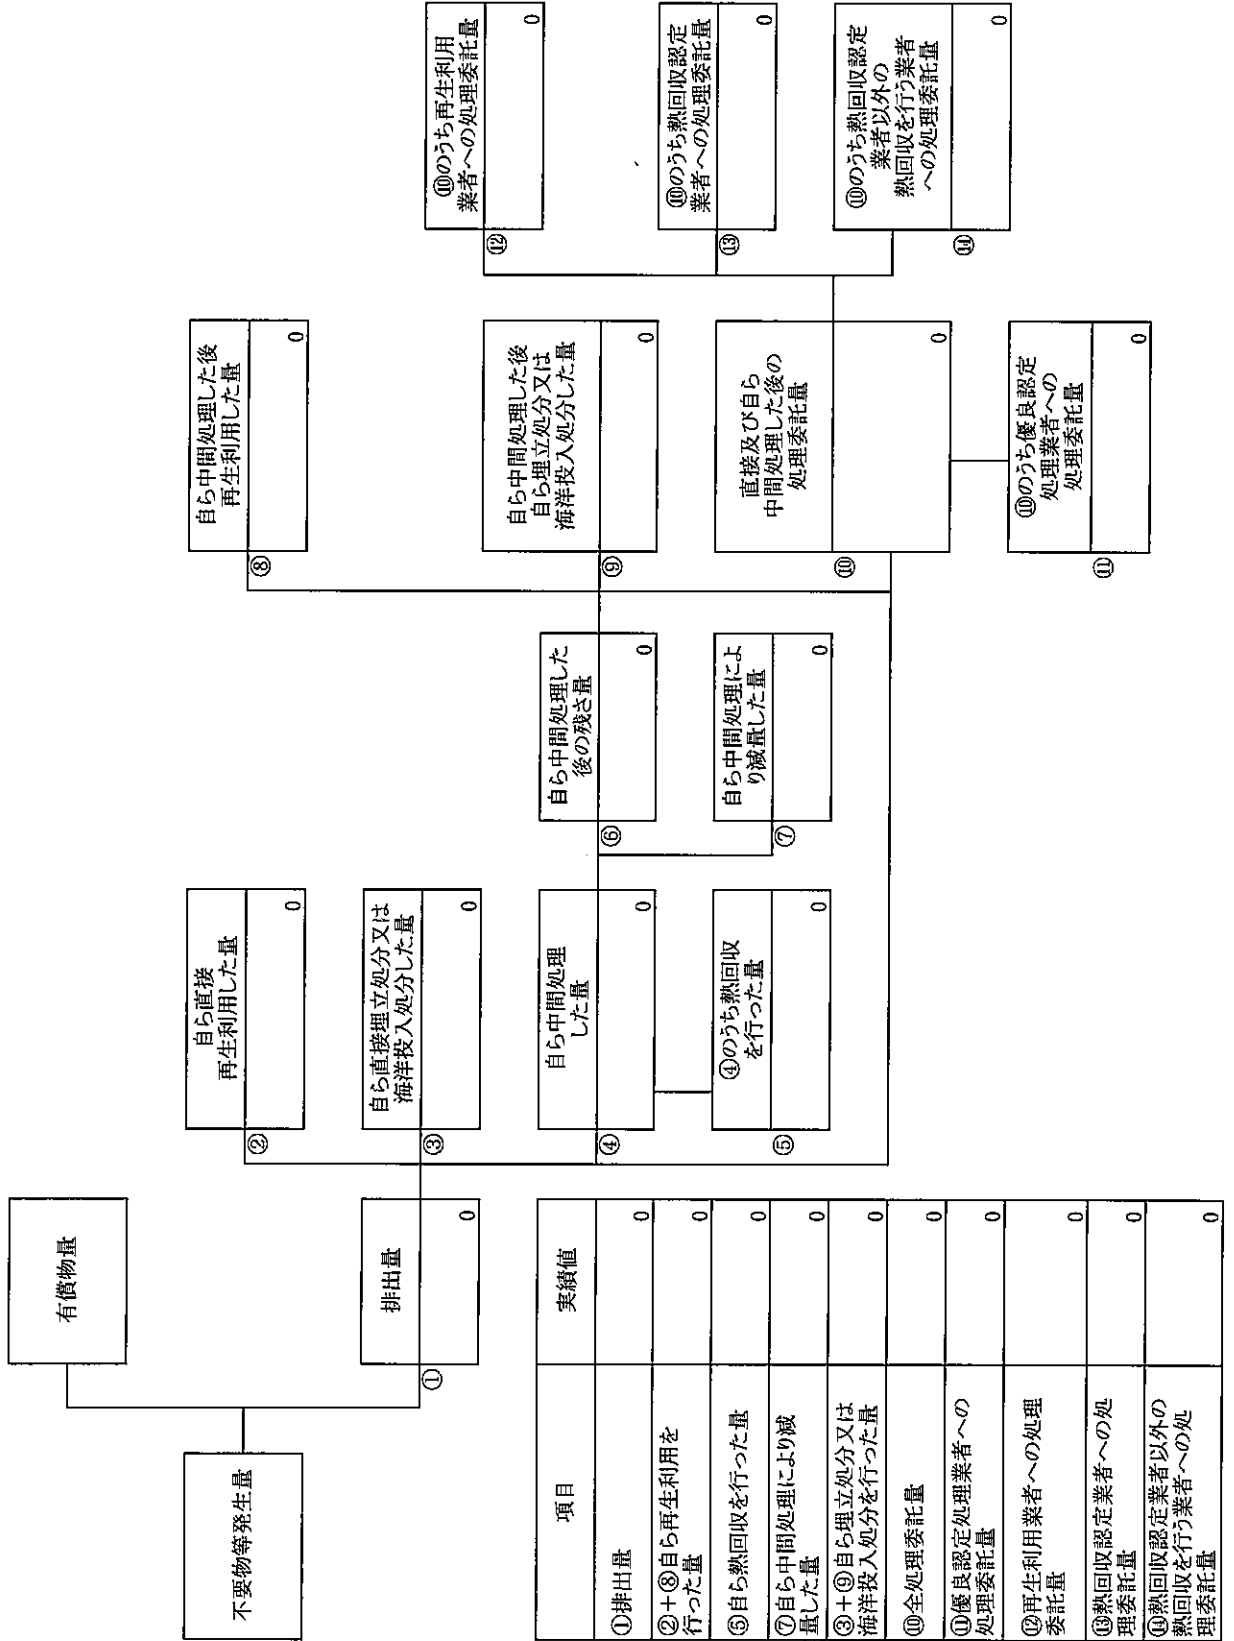 有償物量
不要物等発生量
排出量
①
0
自ら直接
再生利用した量
②
0
自ら直接埋立処分又は
海洋投入処分した量
③
0
自ら中間処理
した量
④
0
④のうち熱回収
を行った量
⑤
0
自ら中間処理した
後の残さ量
⑥
0
自ら中間処理によ
り減量した量
⑦
0
自ら中間処理した後
再生利用した量
⑧
0
自ら中間処理した後
自ら埋立処分又は
海洋投入処分した量
⑨
0
直接及び自ら
中間処理した後の
処理委託量
⑩
0
⑩のうち優良認定
処理業者への
処理委託量
⑪
0
⑩のうち再生利用
業者への処理委託量
⑫
0
⑩のうち熱回収認定
業者への処理委託量
⑬
0
⑩のうち熱回収認定
業者以外の
熱回収を行う業者
への処理委託量
⑭
0
項目 実績値
①排出量 0
②+⑧自ら再生利用を
行った量 0
⑤自ら熱回収を行った量 0
⑦自ら中間処理により減
量した量 0
③+⑨自ら埋立処分又は
海洋投入処分を行った量 0
⑩全処理委託量 0
⑪優良認定処理業者への
処理委託量 0
⑫再生利用業者への処理
委託量 0
⑬熱回収認定業者への処
理委託量 0
⑭熱回収認定業者以外の
熱回収を行う業者への処
理委託量 0